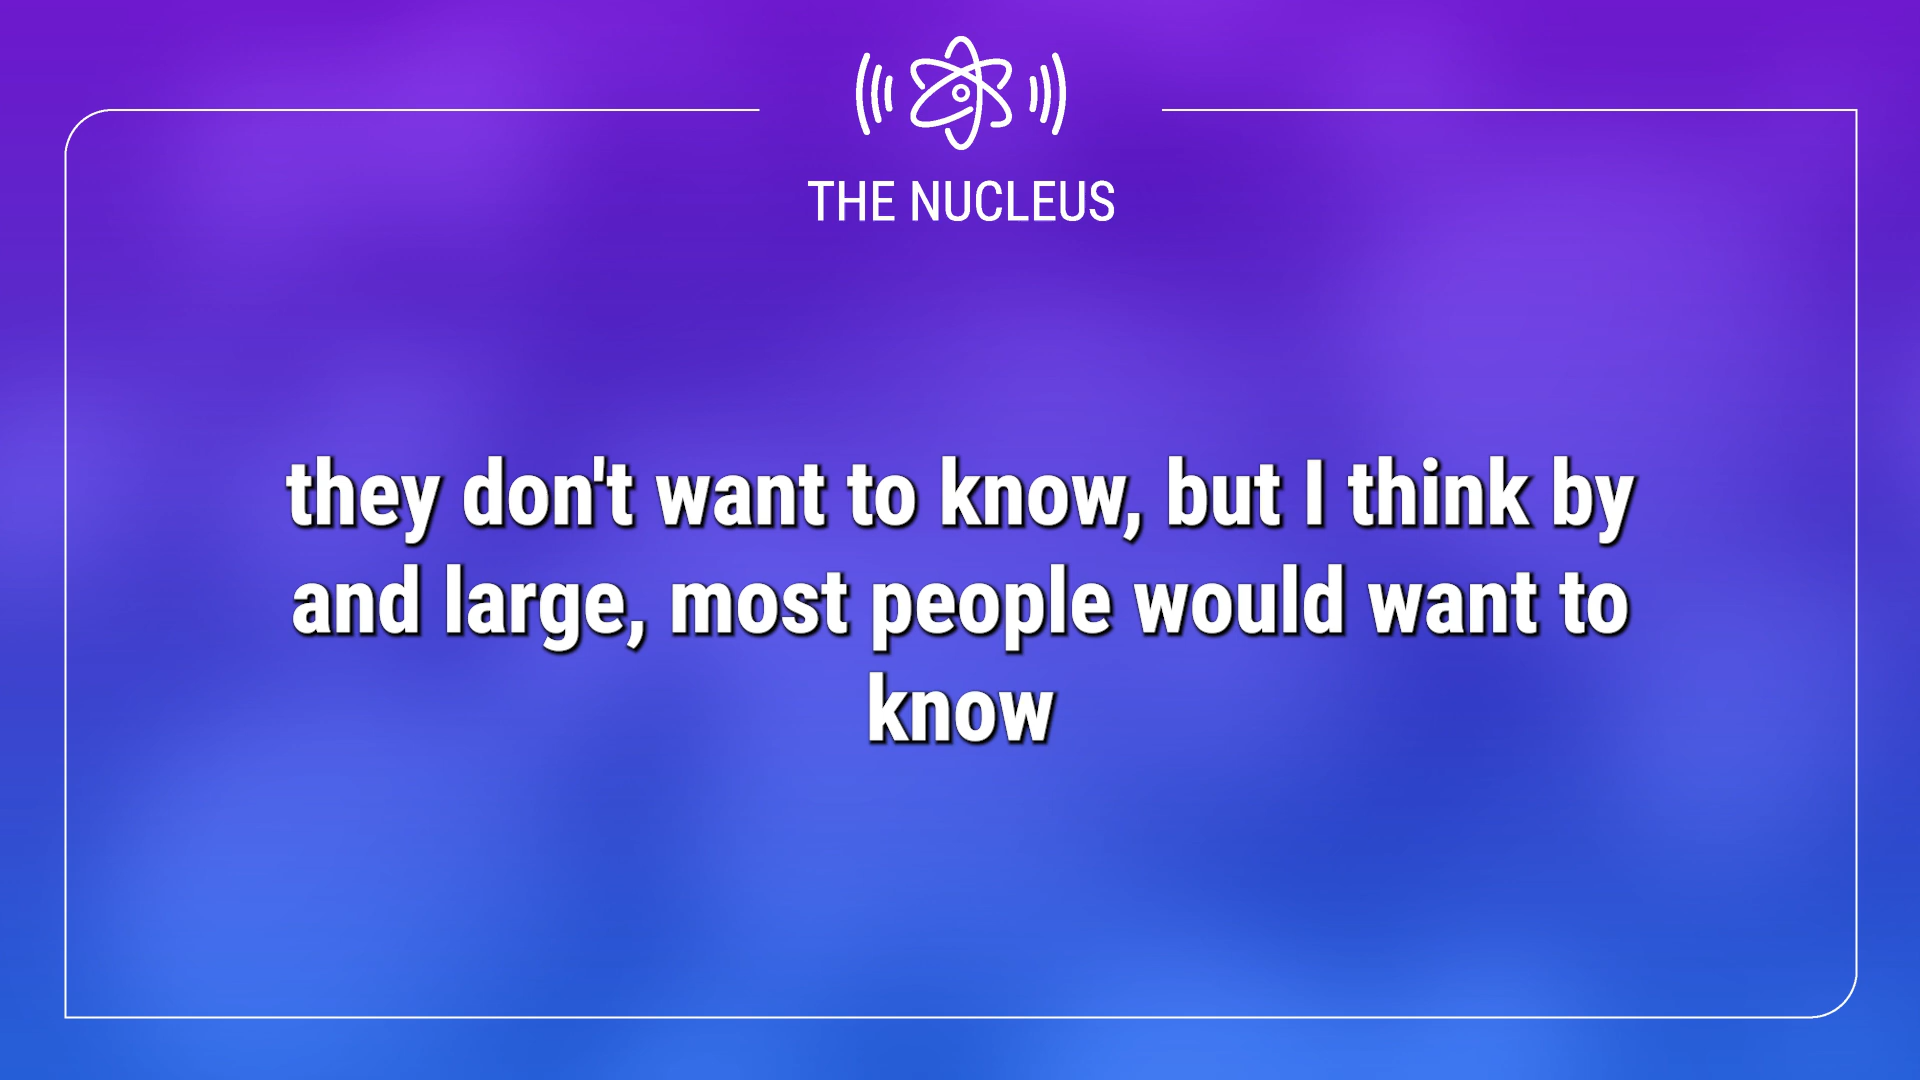 THE NUCLEUS
they don't want to know, but I think by
and large, most people would want to
know